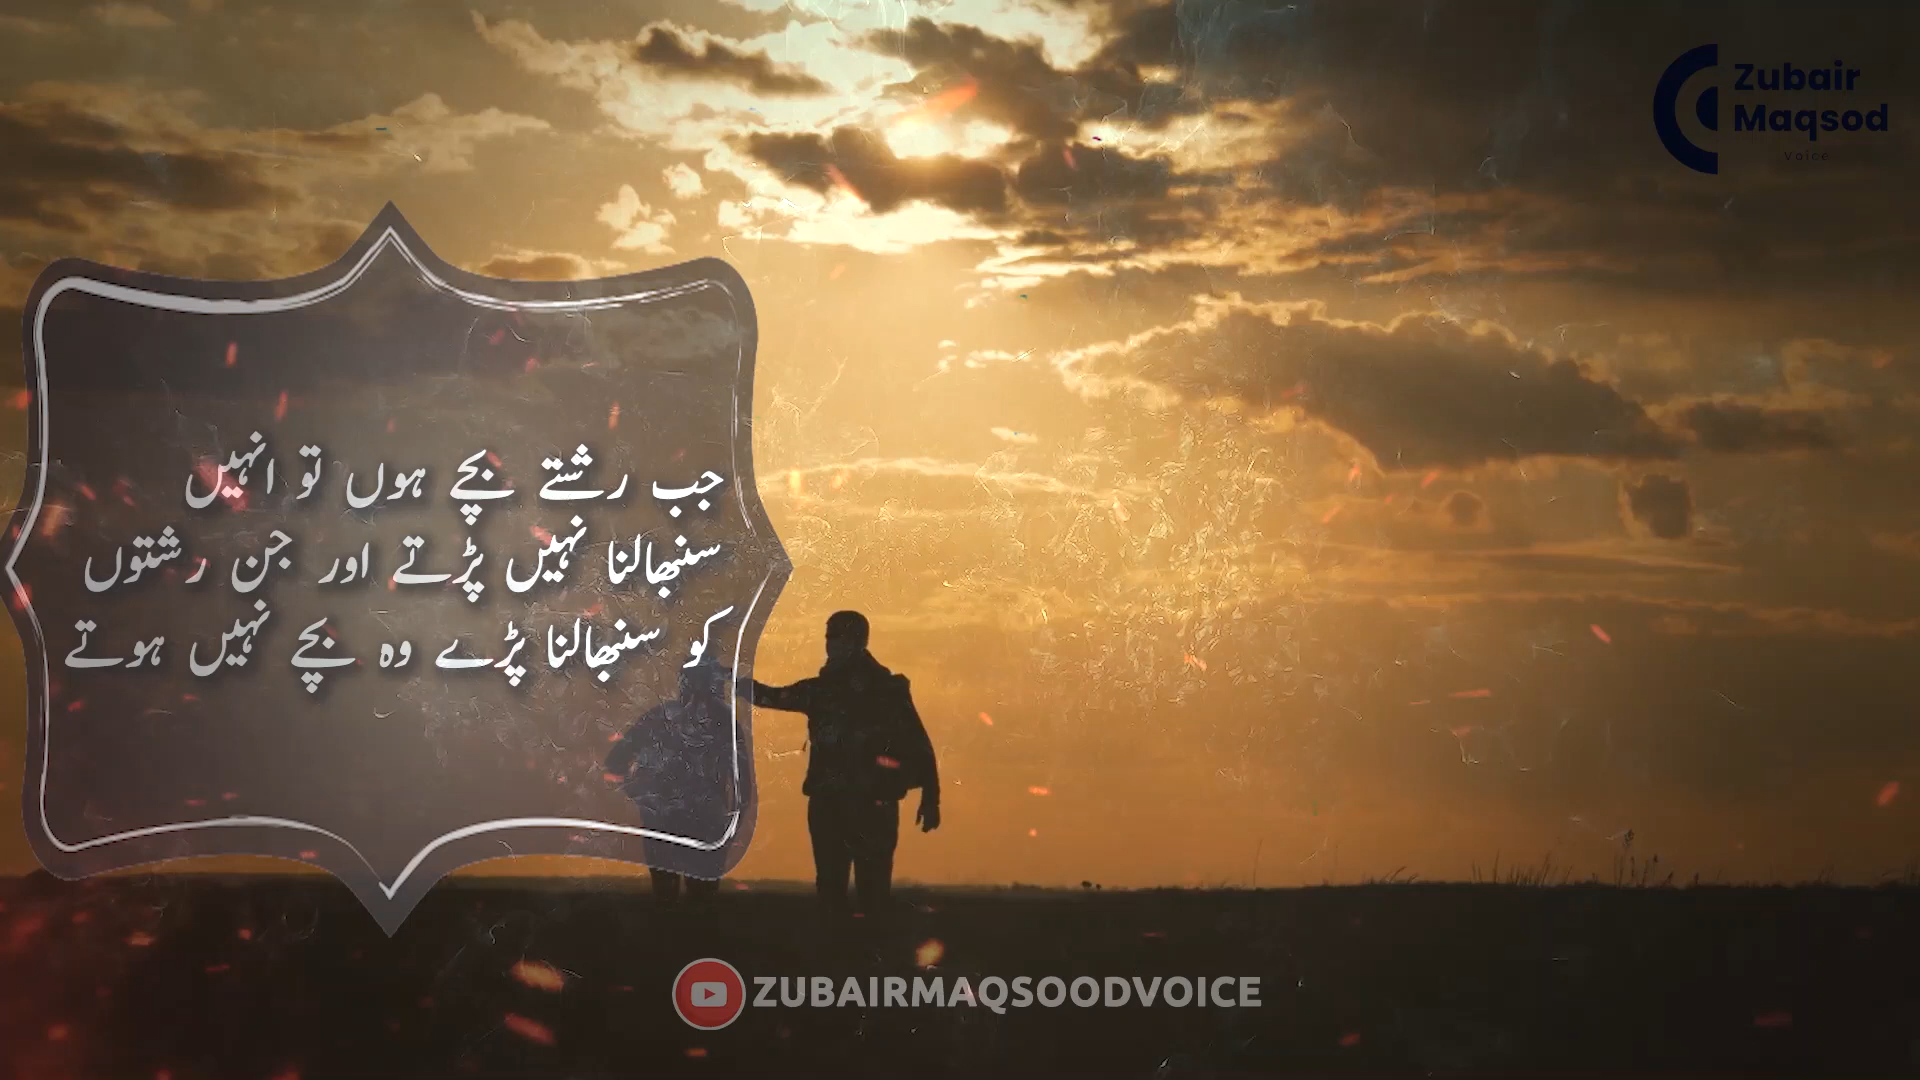 Zubair
Maqsod
Voice
جب رشتے بچے ہوں تو انہیں
سنبھالنا نہیں پڑتے اور جن رشتوں
کو سنبھالنا پڑے وہ بچے نہیں ہوتے
ZUBAIRMAQSOODVOICE